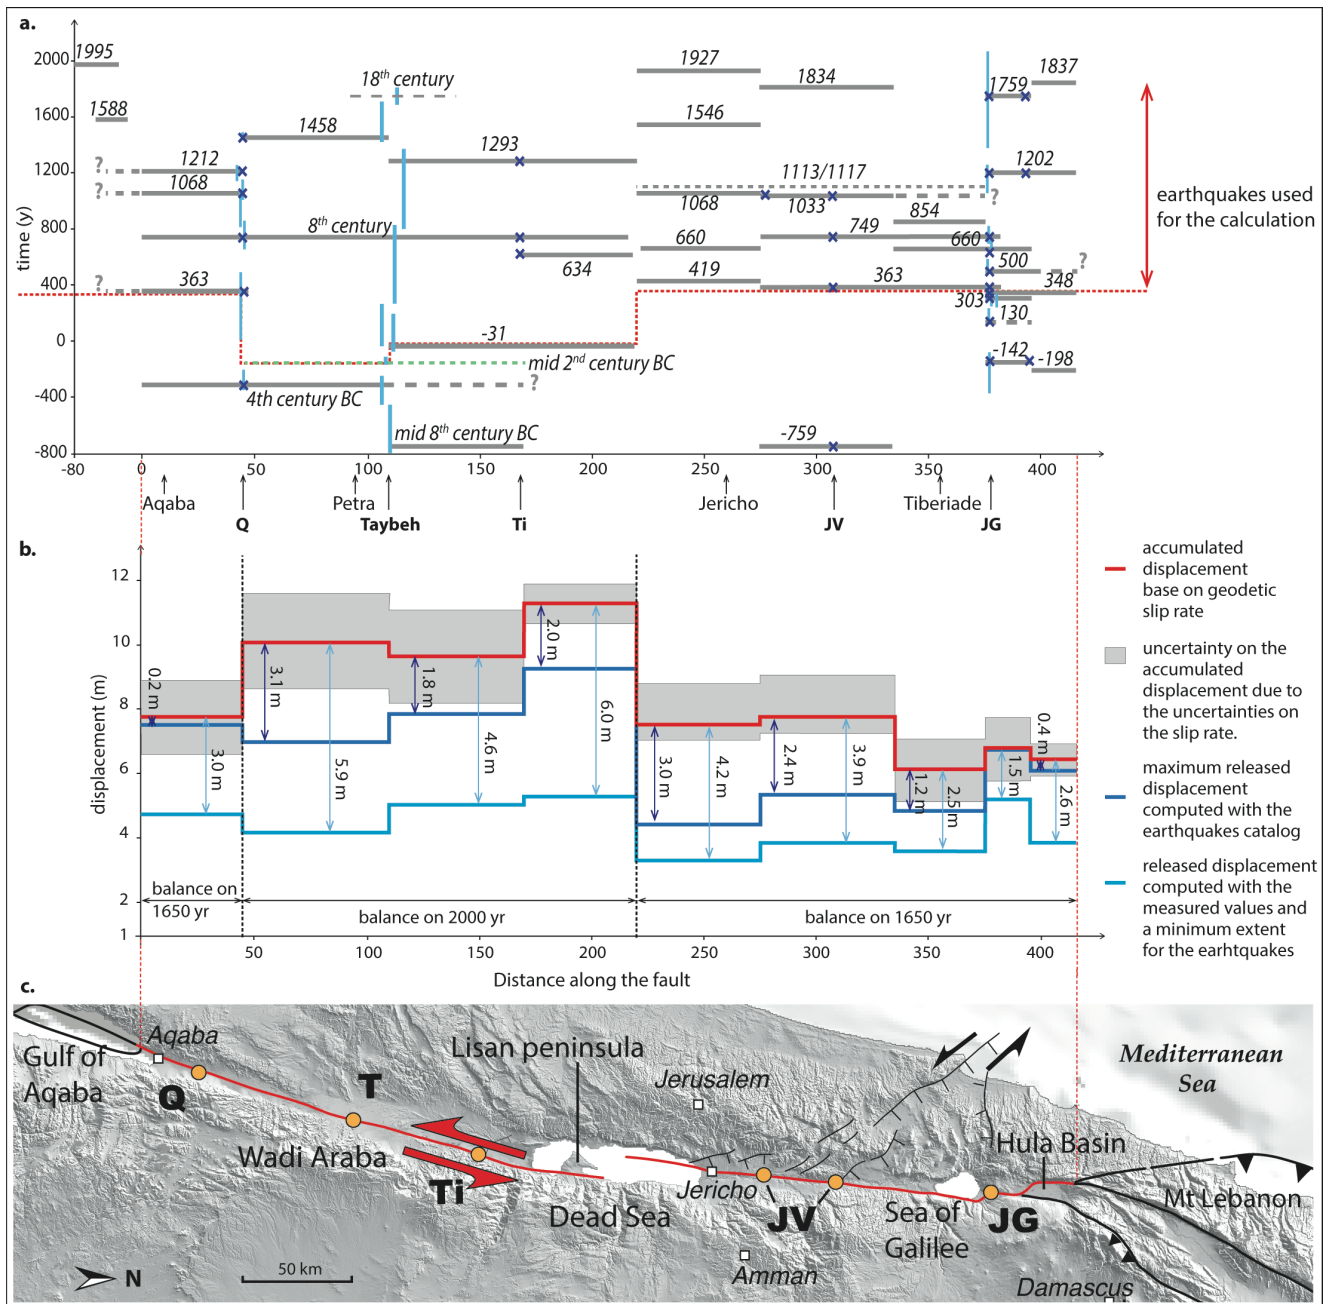 a.
2000
1600
1200
800
400
0
-400
-800
time (y)
1995
1588
18th century
1458
1927
1834
1546
1759
1837
? 1212
? 1068
1293
1113/1117
1202
1068
1033
?
854
8th century
749
660
660
634
500
?
? 363
419
363
348
303
130
-31
mid 2nd century BC
-142
-198
4th century BC
?
mid 8th century BC
-759
earthquakes used
for the calculation
-80
0
50
100
150
200
250
300
350
400
Aqaba
Petra
Jericho
Tiberiade
Q
Taybeh
Ti
JV
JG
b.
12
10
8
6
4
2
1
displacement (m)
0.2 m
3.0 m
3.1 m
5.9 m
1.8 m
4.6 m
2.0 m
6.0 m
3.0 m
4.2 m
2.4 m
3.9 m
1.2 m
2.5 m
1.5 m
0.4 m
2.6 m
balance on
1650 yr
balance on 2000 yr
balance on 1650 yr
50
100
150
200
250
300
350
400
Distance along the fault
accumulated
displacement
base on geodetic
slip rate
uncertainty on the
accumulated
displacement due to
the uncertainties on
the slip rate.
maximum released
displacement
computed with the
earthquakes catalog
released displacement
computed with the
measured values and
a minimum extent
for the earhtquakes
c.
Gulf of
Aqaba
Aqaba
Q
T
Wadi Araba
Ti
Lisan peninsula
Dead Sea
Jerusalem
Jericho
JV
Amman
Sea of
Galilee
JG
Hula Basin
Mediterranean
Sea
Mt Lebanon
Damascus
N
50 km